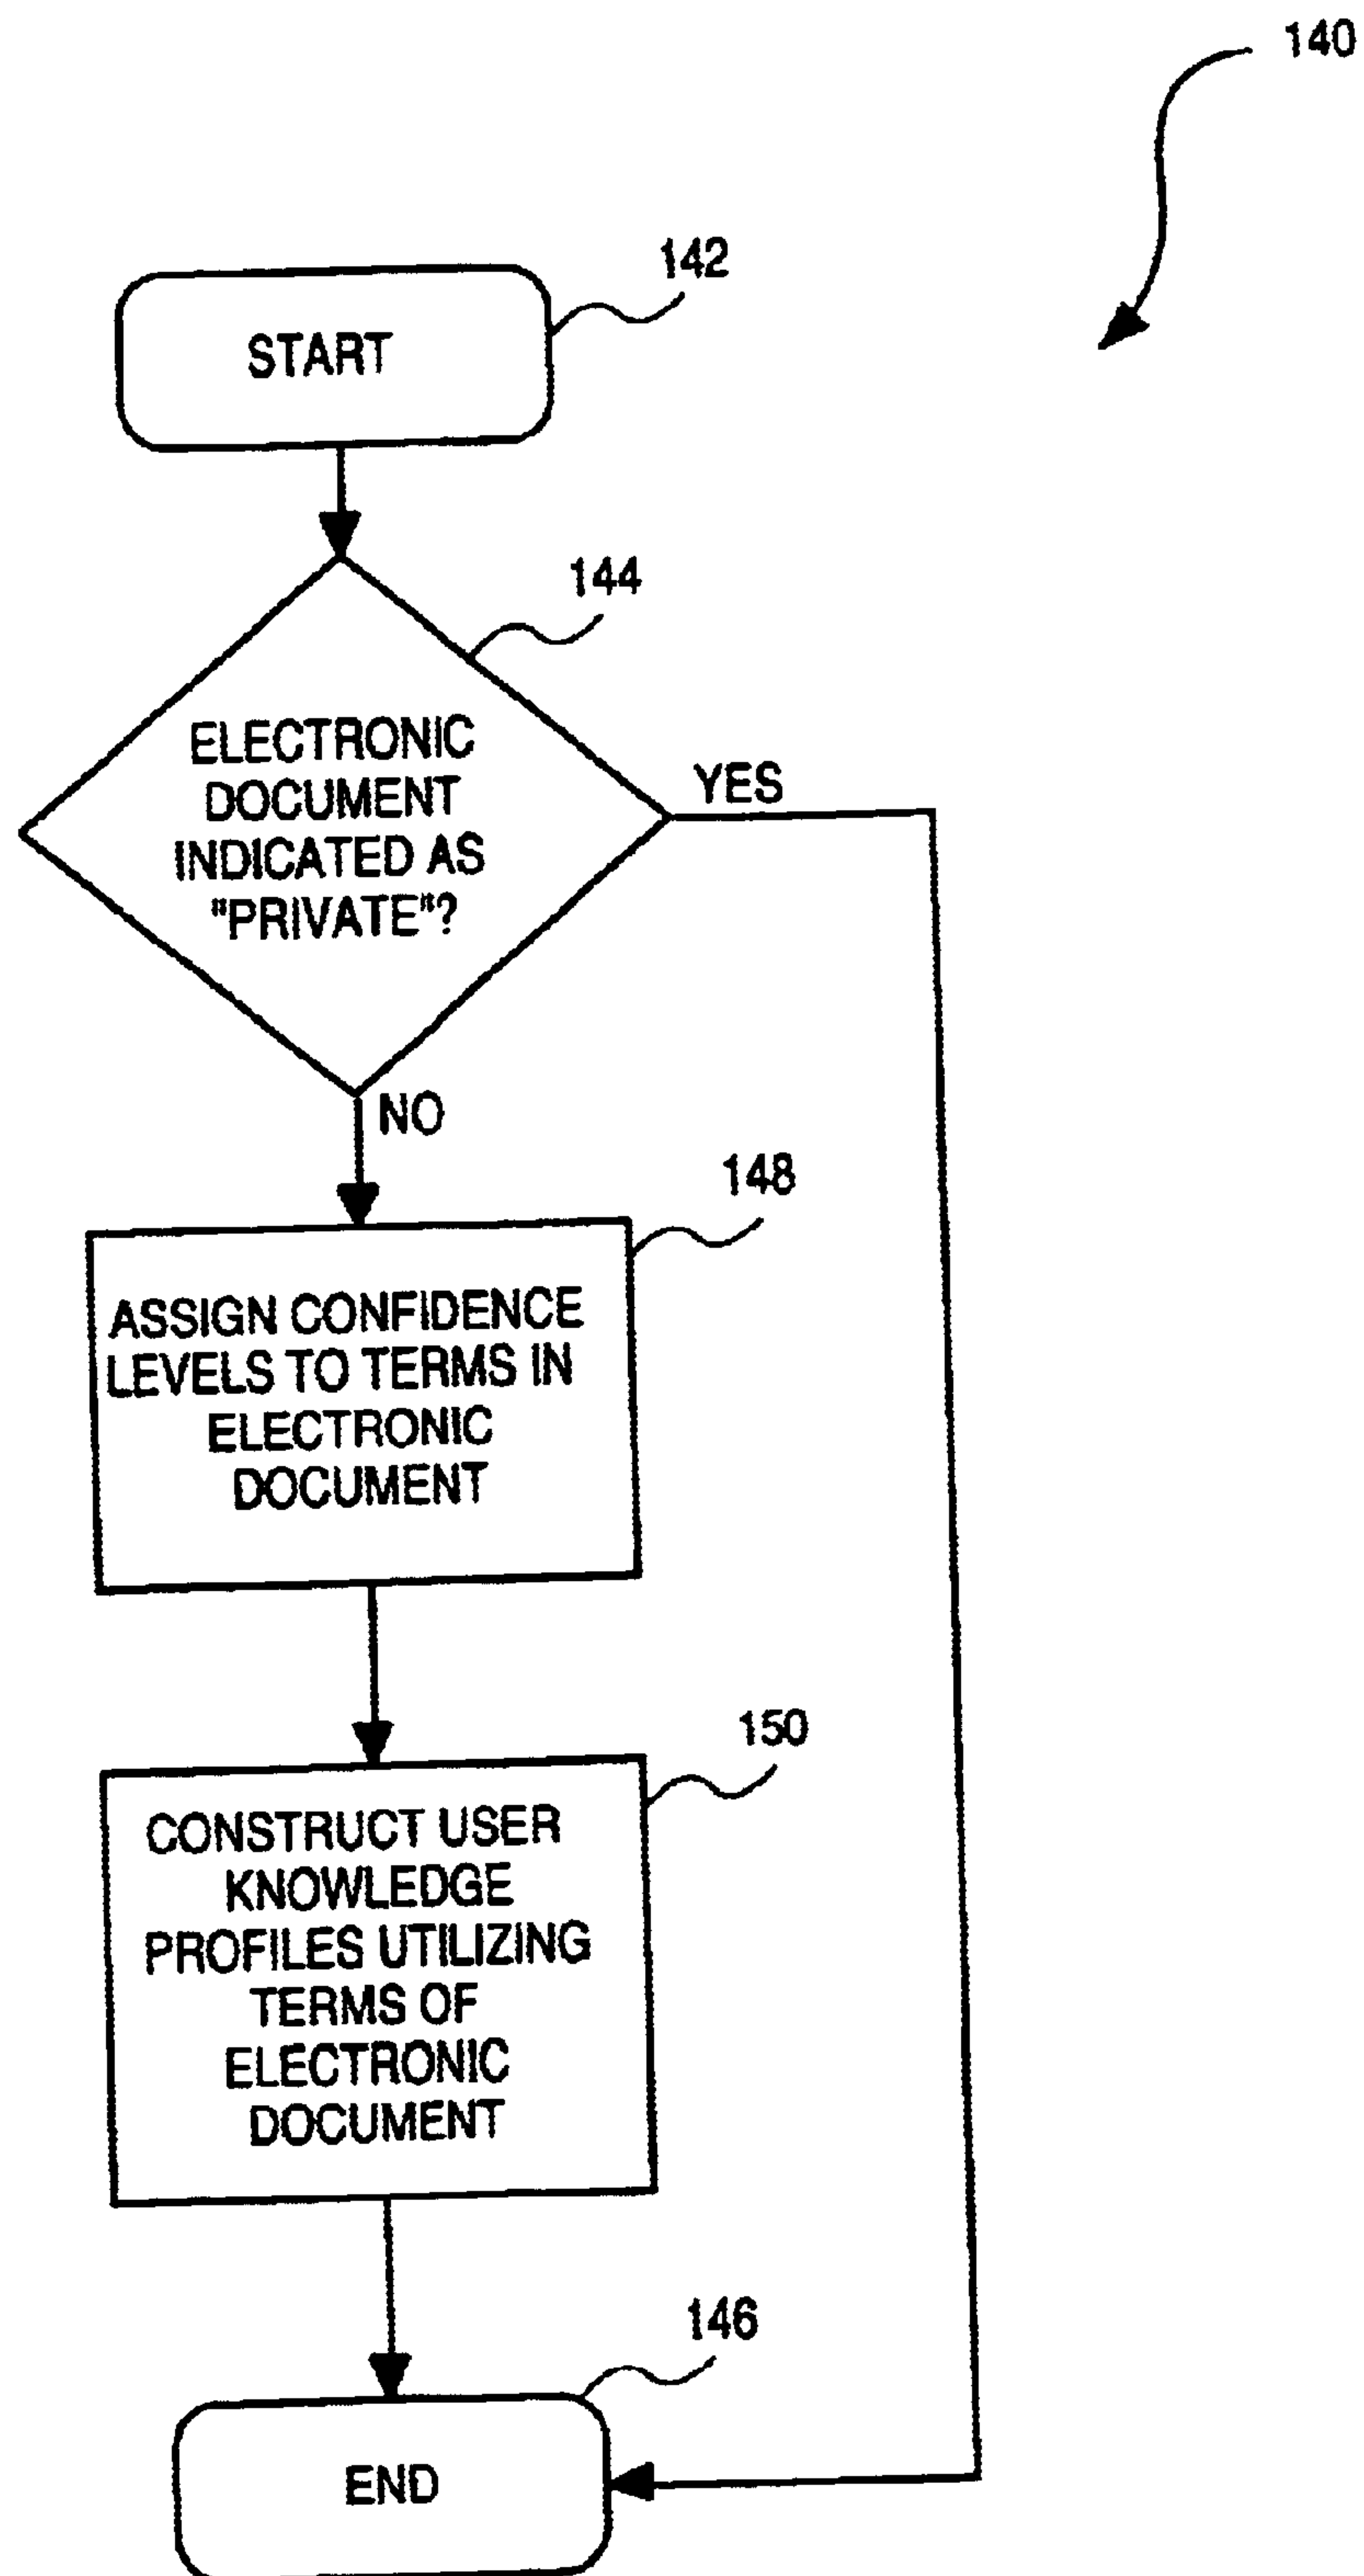 140
142
START
144
ELECTRONIC
DOCUMENT
INDICATED AS
"PRIVATE"?
YES
NO
148
ASSIGN CONFIDENCE
LEVELS TO TERMS IN
ELECTRONIC
DOCUMENT
150
CONSTRUCT USER
KNOWLEDGE
PROFILES UTILIZING
TERMS OF
ELECTRONIC
DOCUMENT
146
END